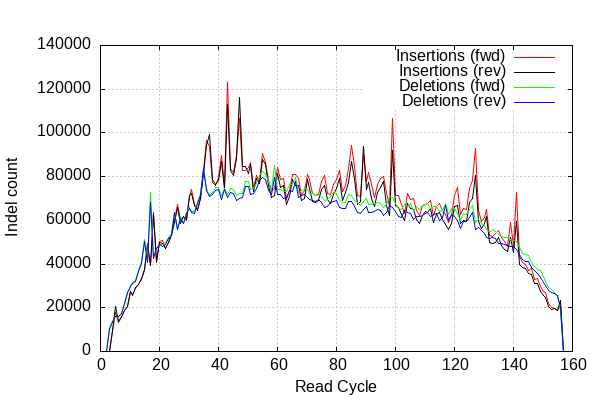 140000
120000
100000
80000
60000
40000
20000
0
Indel count
Insertions (fwd)
Insertions (rev)
Deletions (fwd)
Deletions (rev)
0 20 40 60 80 100 120 140 160
Read Cycle